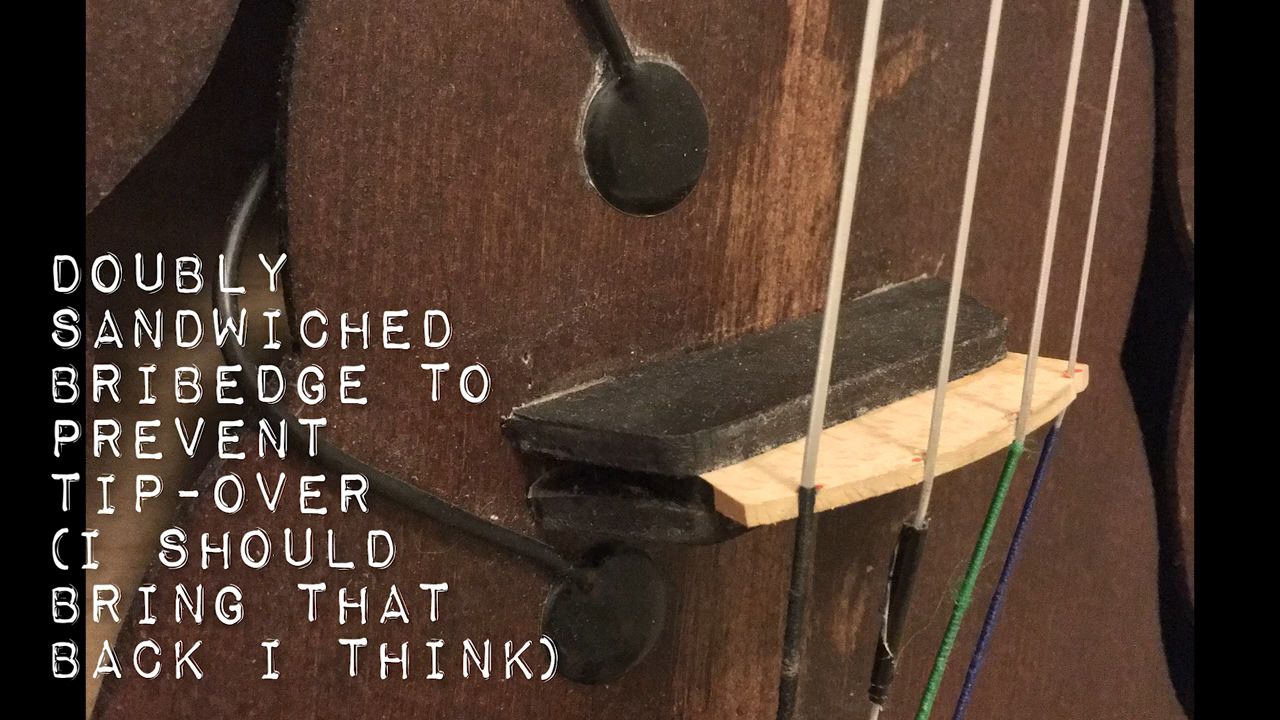 DOUBLY
SANDWICHED
BRIBEDGE TO
PREVENT
TIP-OVER
(I SHOULD
BRING THAT
BACK I THINK)